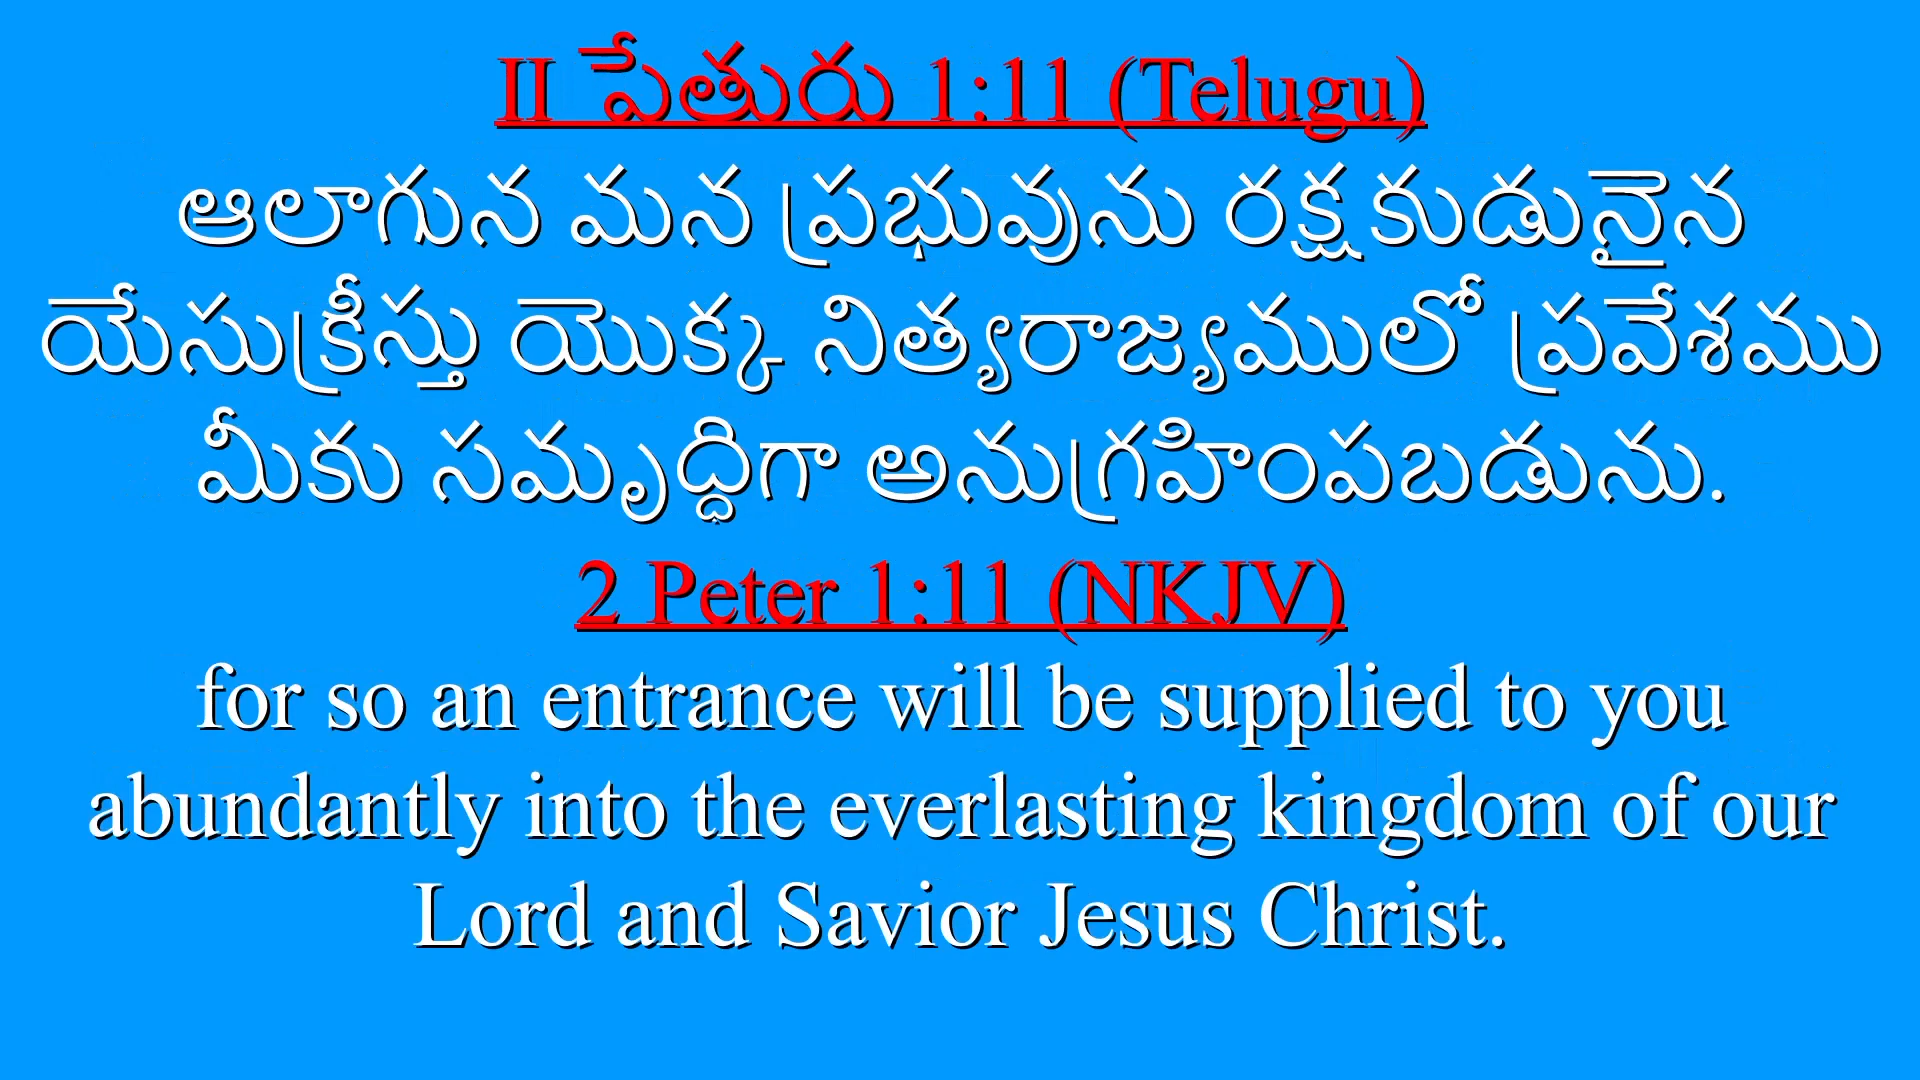 II పేతురు 1:11 (Telugu)
ఆలాగున మన ప్రభువును రక్షకుడునైన
యేసుక్రీస్తు యొక్క నిత్యరాజ్యములో ప్రవేశము
మీకు సమృద్ధిగా అనుగ్రహింపబడును.
2 Peter 1:11 (NKJV)
for so an entrance will be supplied to you
abundantly into the everlasting kingdom of our
Lord and Savior Jesus Christ.